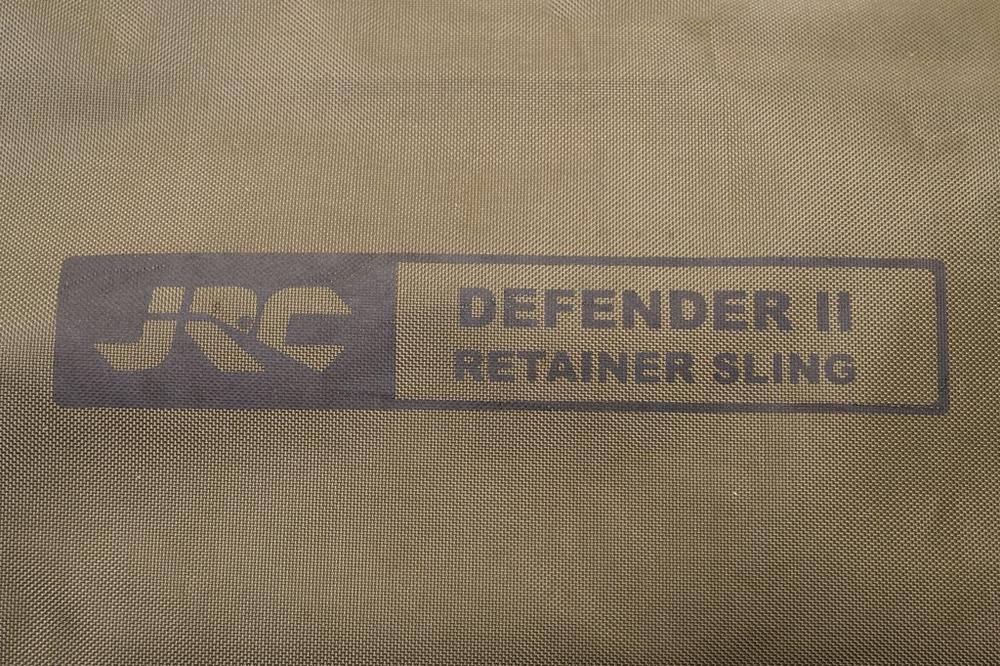 JRC
DEFENDER II
RETAINER SLING